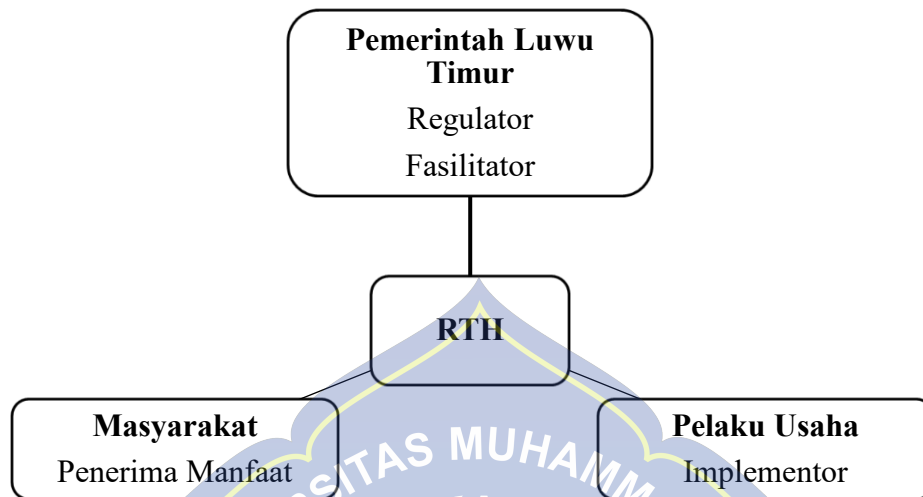 Pemerintah Luwu
Timur
Regulator
Fasilitator
RTH
Masyarakat
Penerima Manfaat
Pelaku Usaha
Implementor